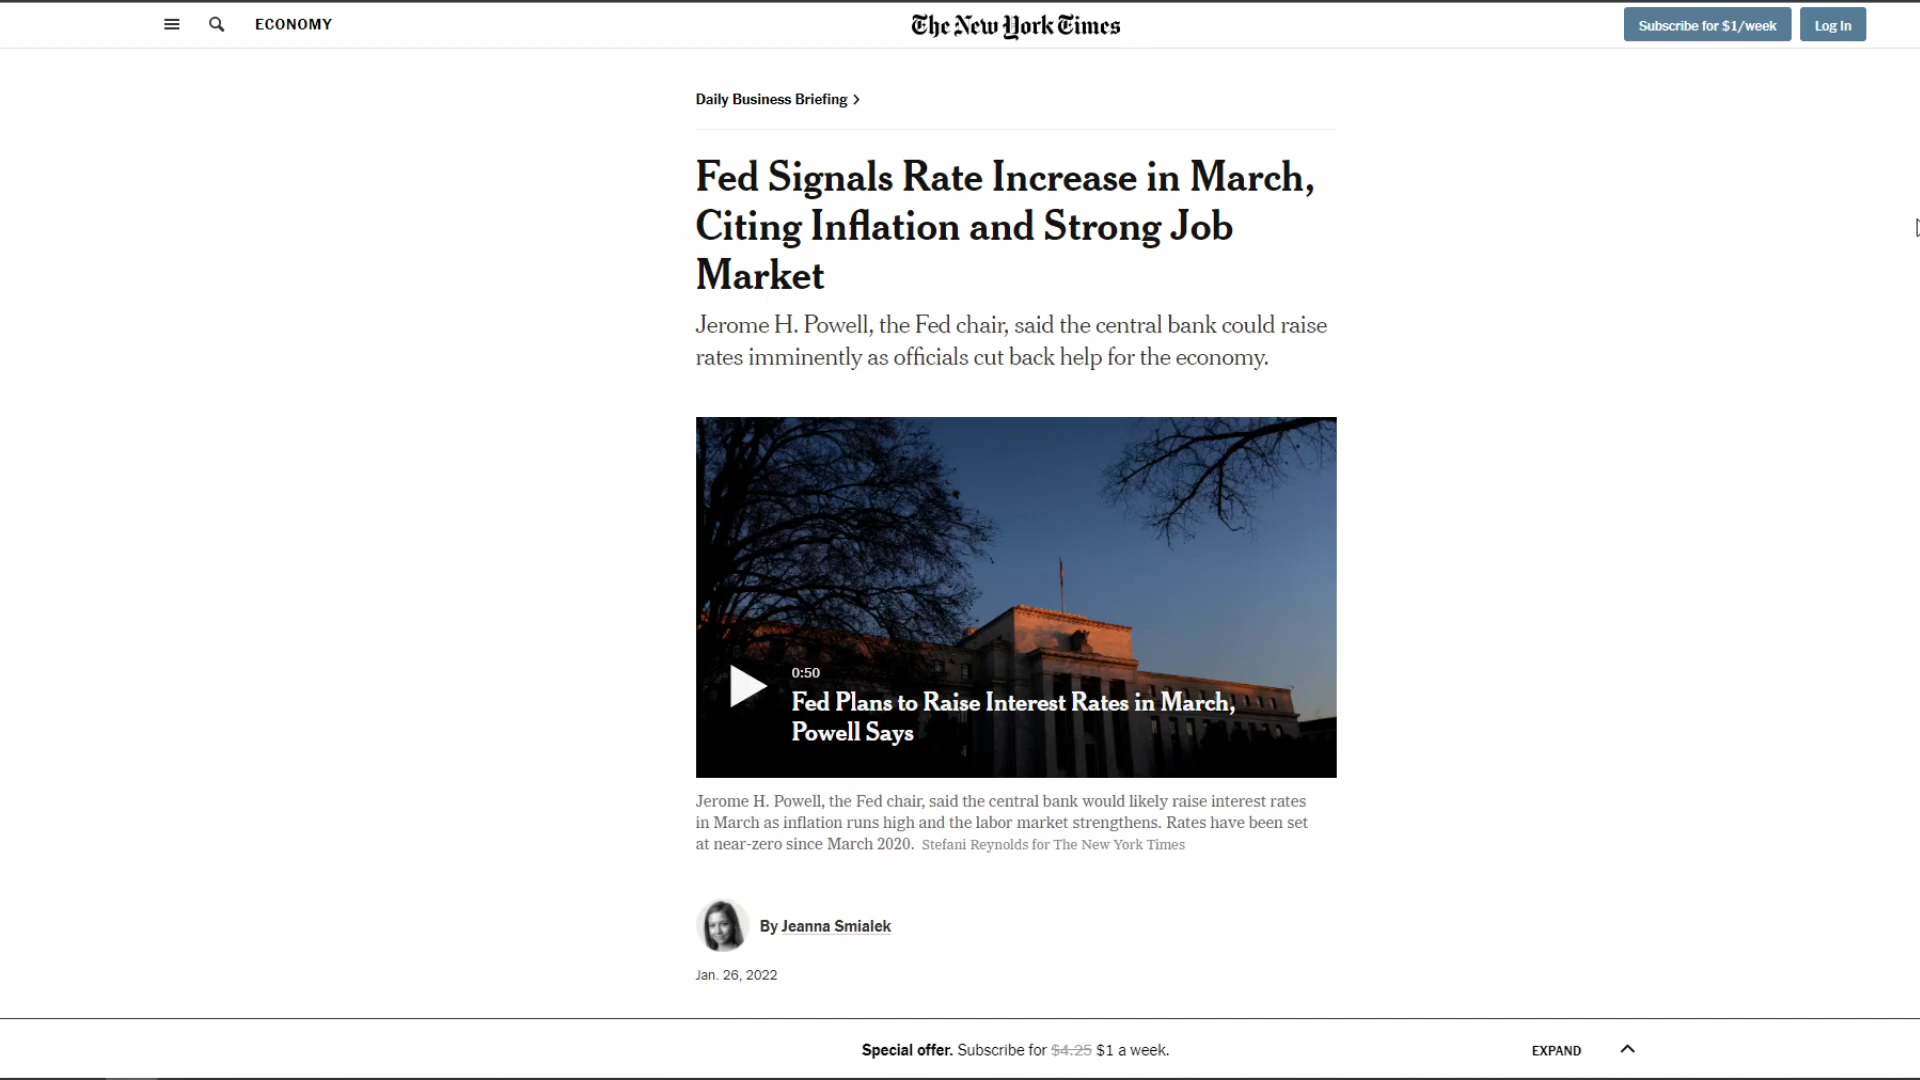 ECONOMY
The New York Times
Subscribe for $1/week
Log In
Daily Business Briefing >
Fed Signals Rate Increase in March,
Citing Inflation and Strong Job
Market
Jerome H. Powell, the Fed chair, said the central bank could raise
rates imminently as officials cut back help for the economy.
0:50
Fed Plans to Raise Interest Rates in March,
Powell Says
Jerome H. Powell, the Fed chair, said the central bank would likely raise interest rates
in March as inflation runs high and the labor market strengthens. Rates have been set
at near-zero since March 2020. Stefani Reynolds for The New York Times
By Jeanna Smialek
Jan. 26, 2022
Special offer. Subscribe for $4.25 $1 a week.
EXPAND